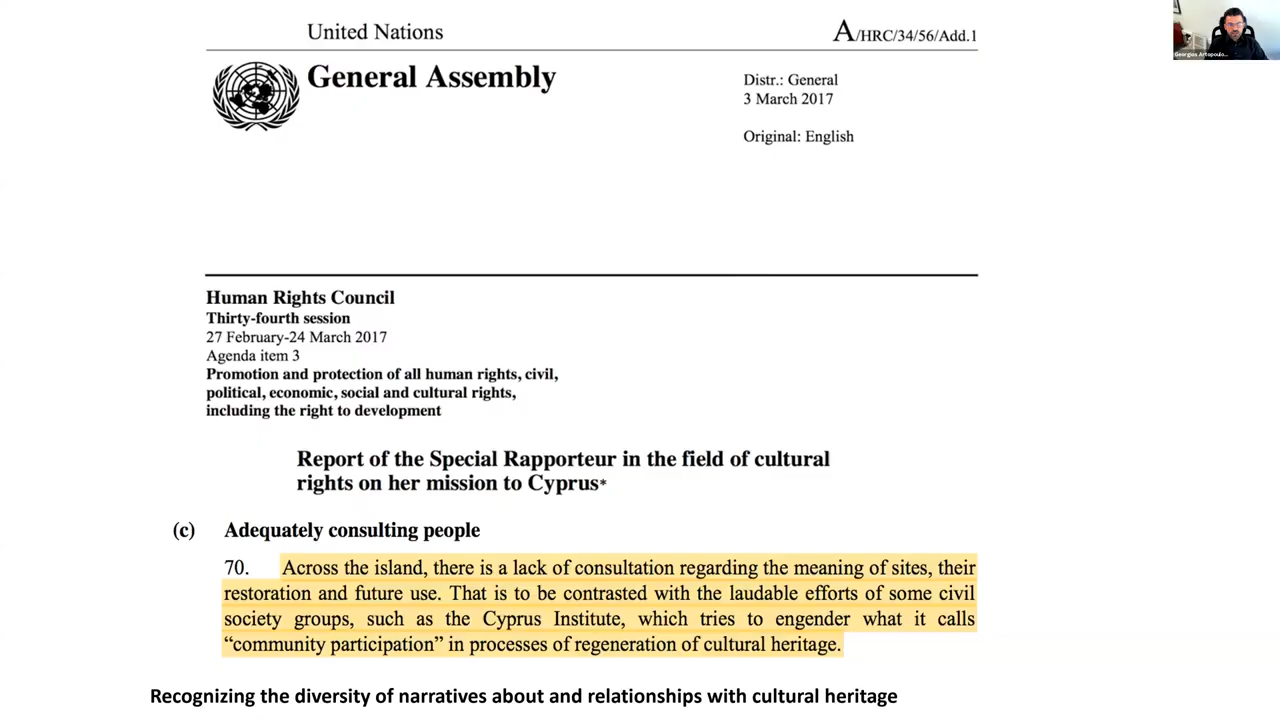 United Nations
A/HRC/34/56/Add.1
General Assembly
Distr.: General
3 March 2017
Original: English
Georgios Artopoulo...
Human Rights Council
Thirty-fourth session
27 February-24 March 2017
Agenda item 3
Promotion and protection of all human rights, civil,
political, economic, social and cultural rights,
including the right to development
Report of the Special Rapporteur in the field of cultural
rights on her mission to Cyprus*
(c) Adequately consulting people
70. Across the island, there is a lack of consultation regarding the meaning of sites, their
restoration and future use. That is to be contrasted with the laudable efforts of some civil
society groups, such as the Cyprus Institute, which tries to engender what it calls
“community participation” in processes of regeneration of cultural heritage.
Recognizing the diversity of narratives about and relationships with cultural heritage